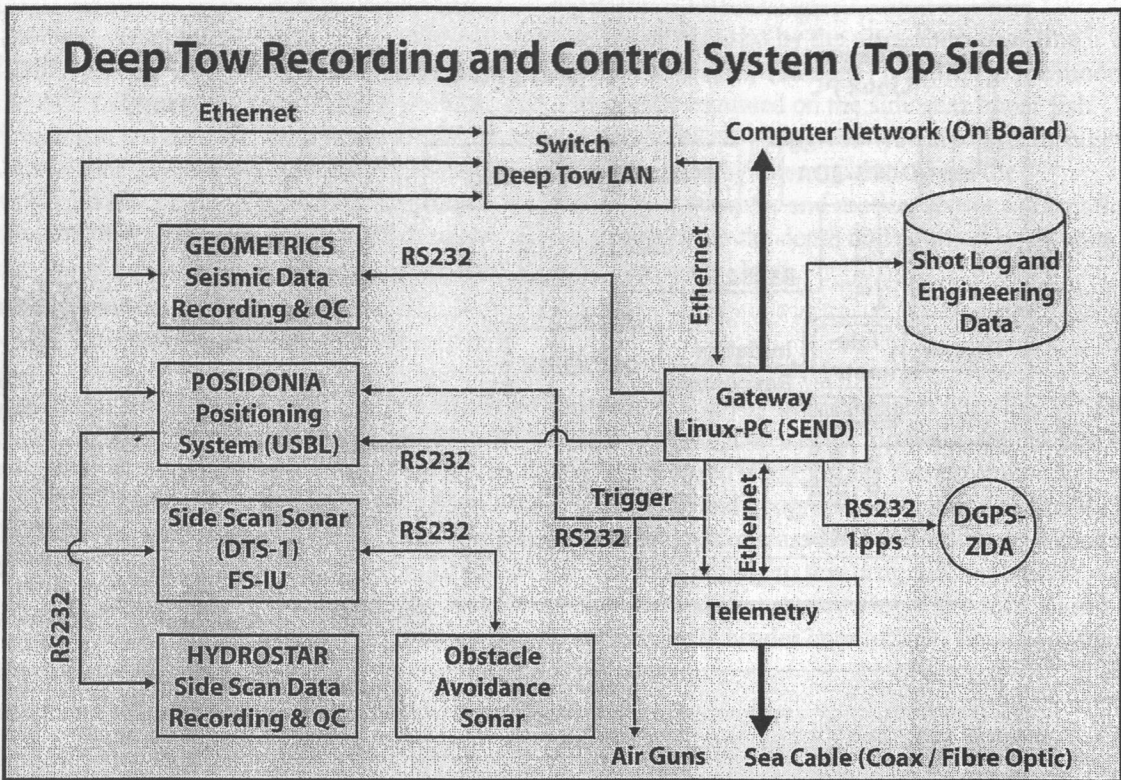 Deep Tow Recording and Control System (Top Side)
Ethernet
Switch
Deep Tow LAN
Computer Network (On Board)
GEOMETRICS
Seismic Data
Recording & QC
RS232
Ethernet
Shot Log and
Engineering
Data
POSIDONIA
Positioning
System (USBL)
RS232
Gateway
Linux-PC (SEND)
Trigger
RS232
Ethernet
RS232
1pps
DGPS-
ZDA
Side Scan Sonar
(DTS-1)
FS-IU
RS232
Telemetry
RS232
HYDROSTAR
Side Scan Data
Recording & QC
Obstacle
Avoidance
Sonar
Air Guns
Sea Cable (Coax / Fibre Optic)